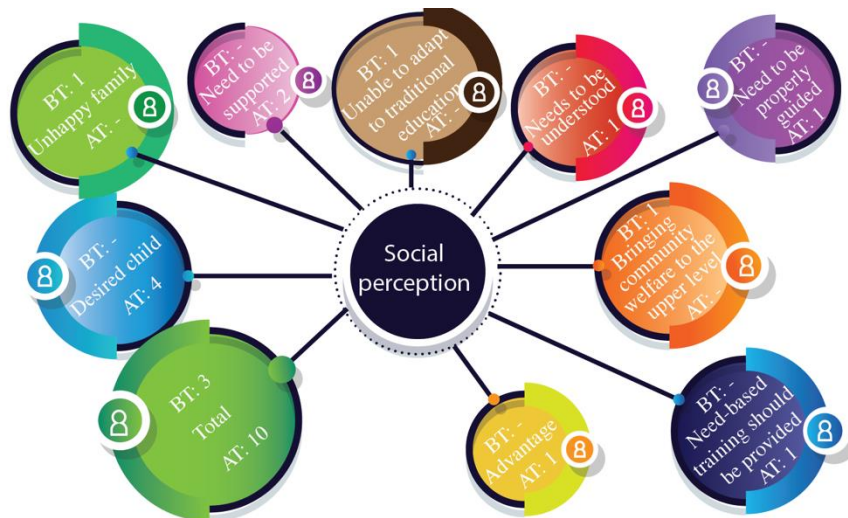 BT: 1
Unhappy family
AT: -
BT: -
Need to be
supported
AT: 2
BT: 1
Unable to adapt
to traditional
education
AT: -
BT: -
Needs to be
understood
AT: 1
BT: -
Need to be
properly
guided
AT: 1
BT: -
Desired child
AT: 4
Social
perception
BT: 1
Bringing
community
welfare to the
upper level
AT: -
BT: 3
Total
AT: 10
BT: -
Advantage
AT: 1
BT: -
Need-based
training should
be provided
AT: 1